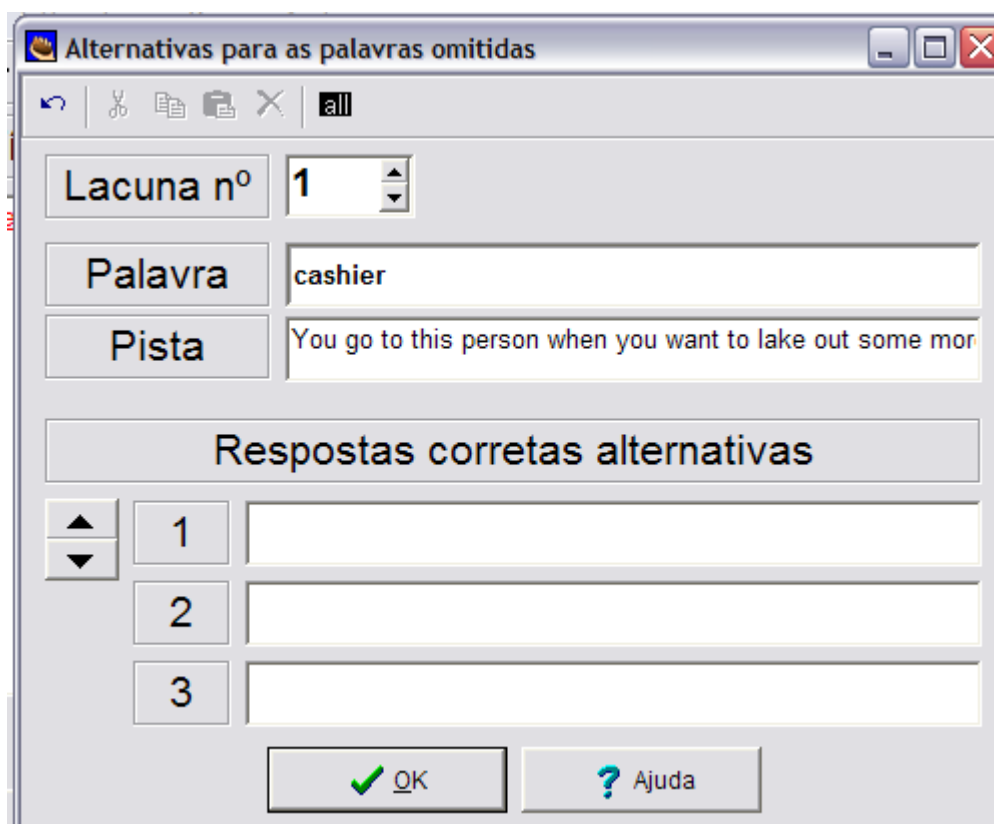 Alternativas para as palavras omitidas
all
Lacuna nº 1
Palavra cashier
Pista You go to this person when you want to lake out some mor
Respostas corretas alternativas
1
2
3
OK Ajuda